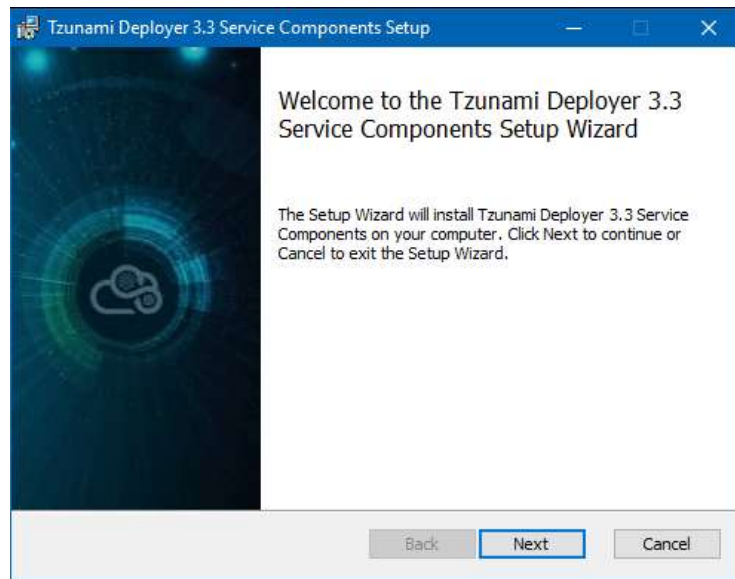 Tzunami Deployer 3.3 Service Components Setup
Welcome to the Tzunami Deployer 3.3
Service Components Setup Wizard
The Setup Wizard will install Tzunami Deployer 3.3 Service
Components on your computer. Click Next to continue or
Cancel to exit the Setup Wizard.
Back
Next
Cancel